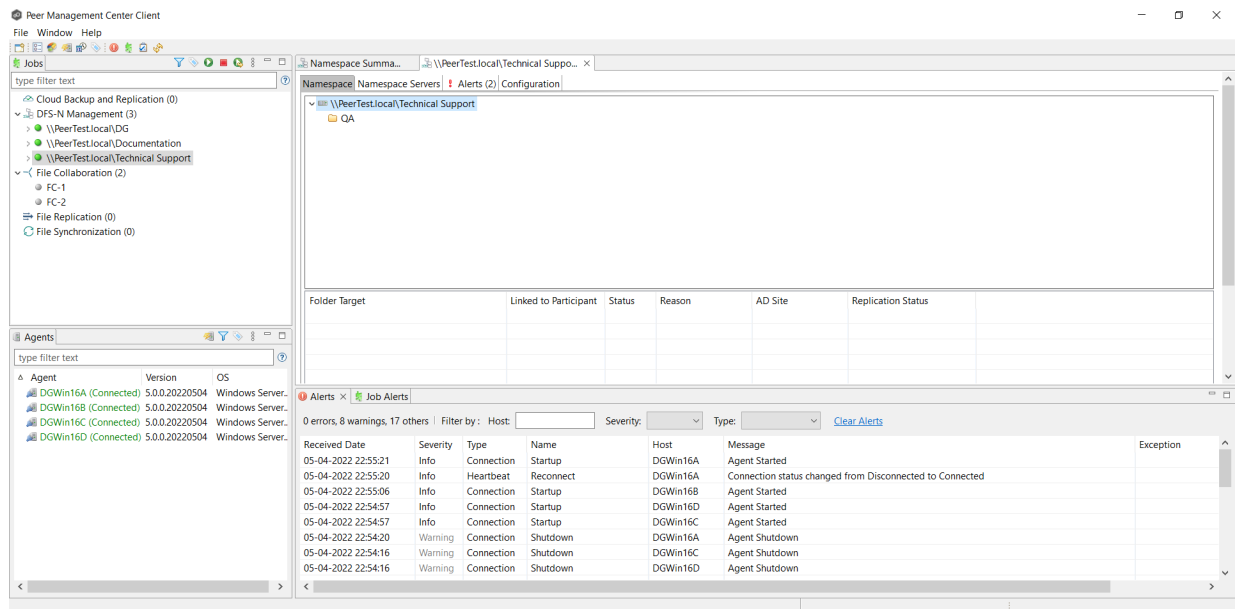 Peer Management Center Client
File Window Help
Jobs
type filter text
Cloud Backup and Replication (0)
DFS-N Management (3)
\\PeerTest.local\DG
\\PeerTest.local\Documentation
\\PeerTest.local\Technical Support
File Collaboration (2)
FC-1
FC-2
File Replication (0)
File Synchronization (0)
Agents
type filter text
Agent Version OS
DGWin16A (Connected) 5.0.0.20220504 Windows Server..
DGWin16B (Connected) 5.0.0.20220504 Windows Server..
DGWin16C (Connected) 5.0.0.20220504 Windows Server..
DGWin16D (Connected) 5.0.0.20220504 Windows Server..
Namespace Summa... \\PeerTest.local\Technical Suppo...
Namespace Namespace Servers Alerts (2) Configuration
\\PeerTest.local\Technical Support
QA
Folder Target Linked to Participant Status Reason AD Site Replication Status
Alerts Job Alerts
0 errors, 8 warnings, 17 others Filter by : Host: Severity: Type: Clear Alerts
Received Date Severity Type Name Host Message Exception
05-04-2022 22:55:21 Info Connection Startup DGWin16A Agent Started
05-04-2022 22:55:20 Info Heartbeat Reconnect DGWin16A Connection status changed from Disconnected to Connected
05-04-2022 22:55:06 Info Connection Startup DGWin16B Agent Started
05-04-2022 22:54:57 Info Connection Startup DGWin16D Agent Started
05-04-2022 22:54:57 Info Connection Startup DGWin16C Agent Started
05-04-2022 22:54:20 Warning Connection Shutdown DGWin16A Agent Shutdown
05-04-2022 22:54:16 Warning Connection Shutdown DGWin16C Agent Shutdown
05-04-2022 22:54:16 Warning Connection Shutdown DGWin16D Agent Shutdown